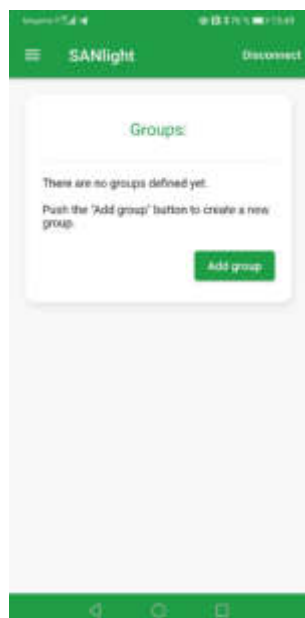 SANlight
Disconnect
Groups:
There are no groups defined yet.
Push the "Add group" button to create a new
group.
Add group